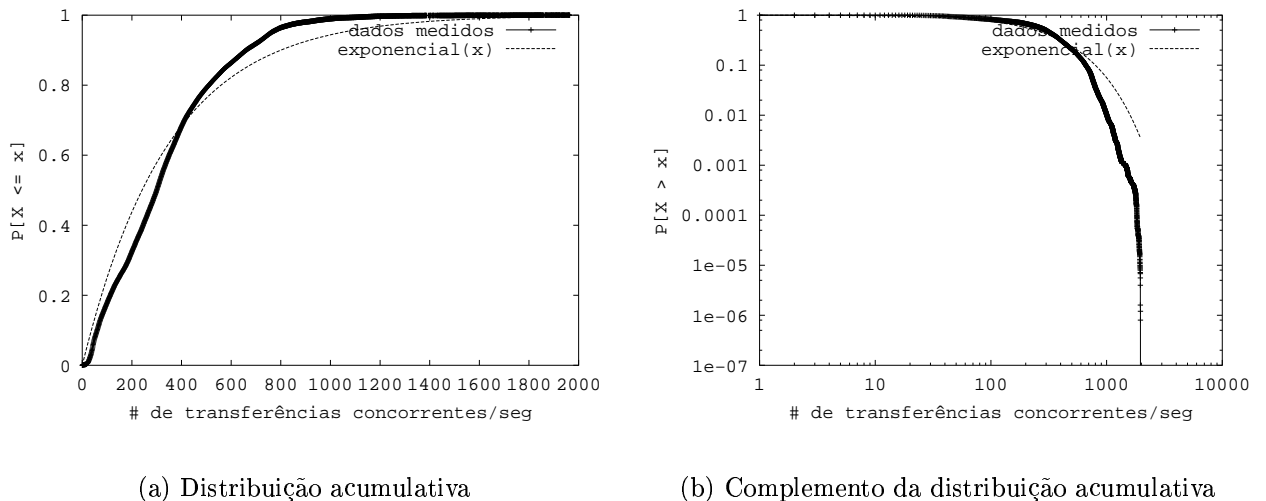 1
0.8
0.6
0.4
0.2
0
P[X <= x]
0 200 400 600 800 1000 1200 1400 1600 1800 2000
# de transferências concorrentes/seg
dados medidos
exponencial(x)
(a) Distribuição acumulativa
1
0.1
0.01
0.001
0.0001
1e-05
1e-06
1e-07
P[X > x]
1 10 100 1000 10000
# de transferências concorrentes/seg
dados medidos
exponencial(x)
(b) Complemento da distribuição acumulativa